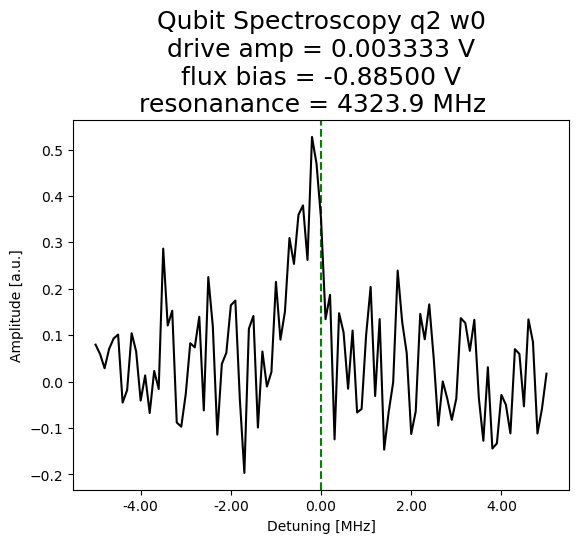 Qubit Spectroscopy q2 w0
drive amp = 0.003333 V
flux bias = -0.88500 V
resonanance = 4323.9 MHz
0.5
0.4
0.3
0.2
0.1
0.0
−0.1
−0.2
Amplitude [a.u.]
-4.00 -2.00 0.00 2.00 4.00
Detuning [MHz]